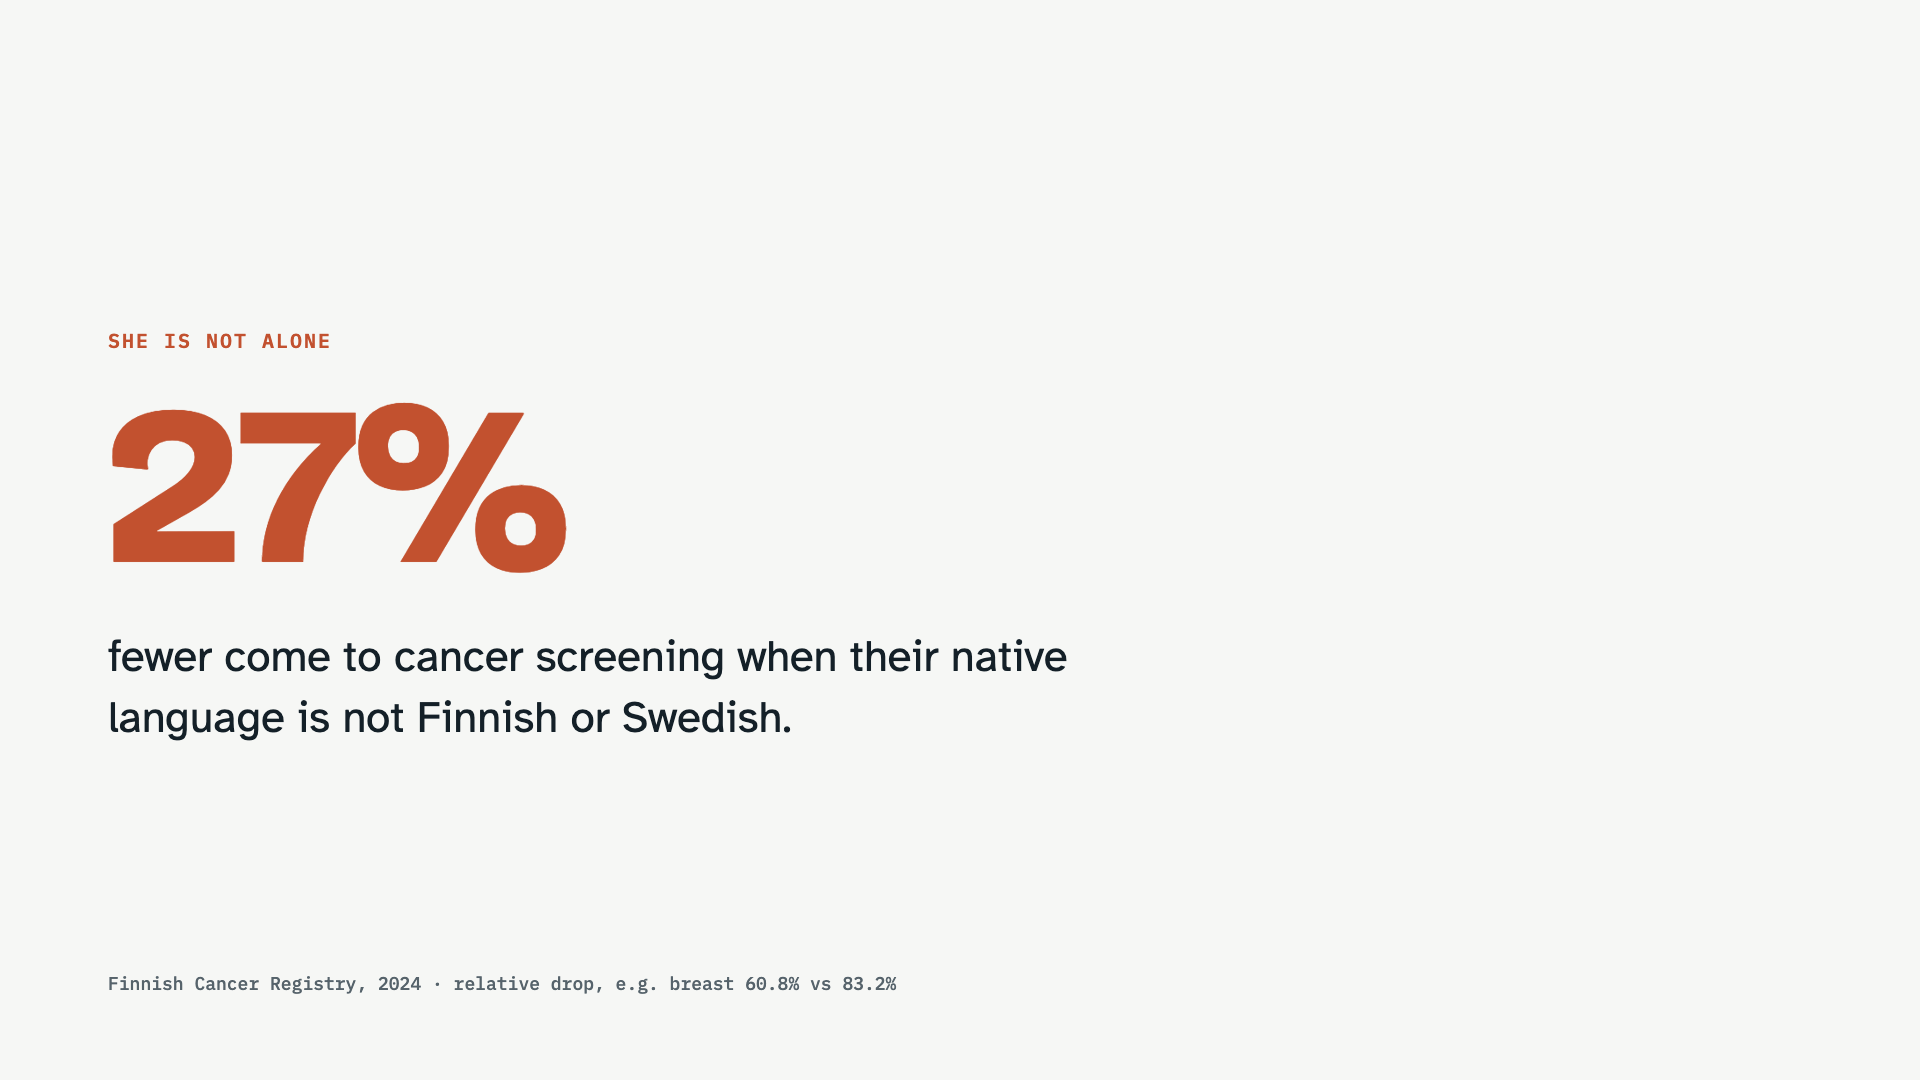 SHE IS NOT ALONE
27%
fewer come to cancer screening when their native
language is not Finnish or Swedish.
Finnish Cancer Registry, 2024 · relative drop, e.g. breast 60.8% vs 83.2%